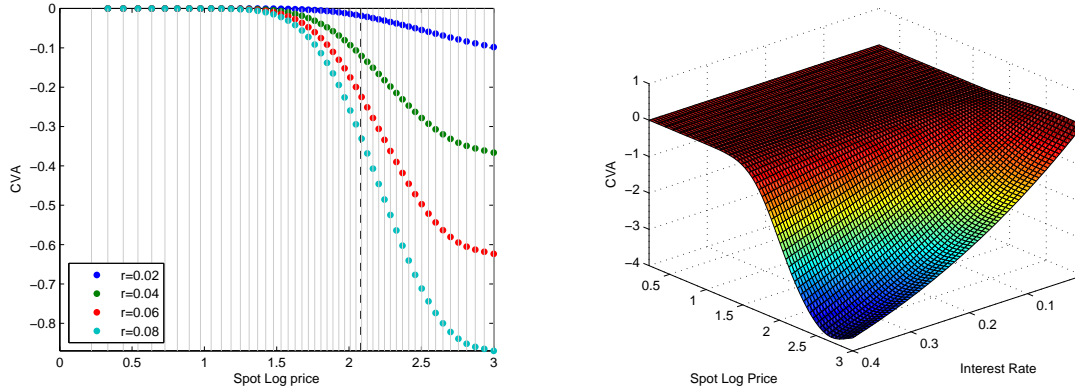 0
−0.1
−0.2
−0.3
−0.4
−0.5
−0.6
−0.7
−0.8
CVA
r=0.02
r=0.04
r=0.06
r=0.08
0 0.5 1 1.5 2 2.5 3
Spot Log price
1
0
−1
−2
−3
−4
CVA
0.5
1
1.5
2
2.5
3
Spot Log Price
0.4
0.3
0.2
0.1
Interest Rate